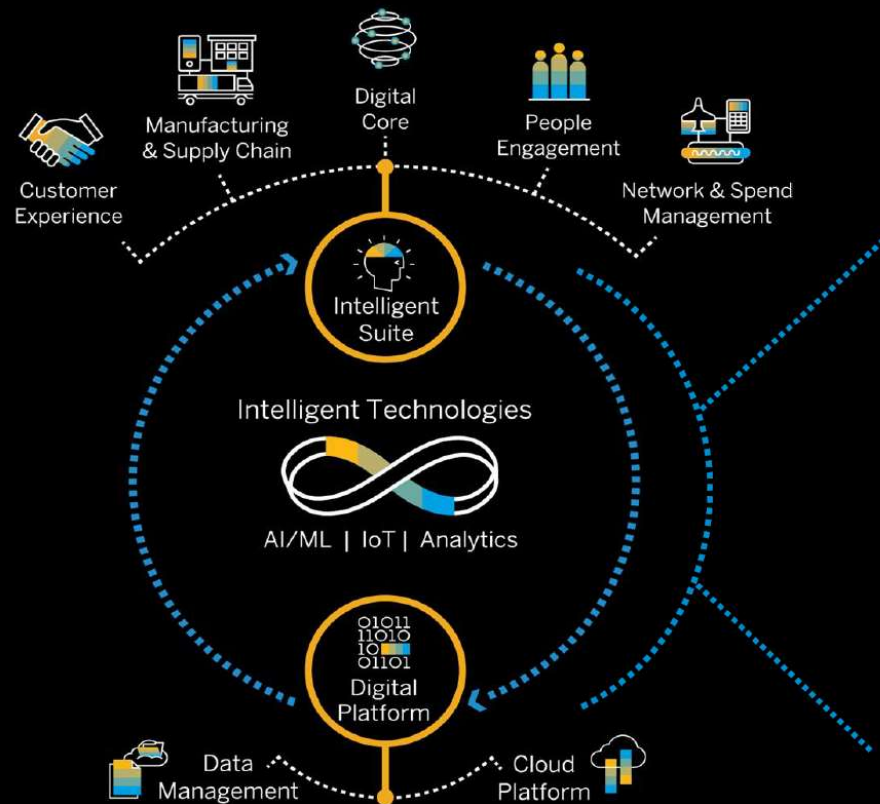 Digital
Core
Manufacturing
& Supply Chain
People
Engagement
Customer
Experience
Network & Spend
Management
Intelligent
Suite
Intelligent Technologies
AI/ML | IoT | Analytics
01011
11010
10
01101
Digital
Platform
Data
Management
Cloud
Platform